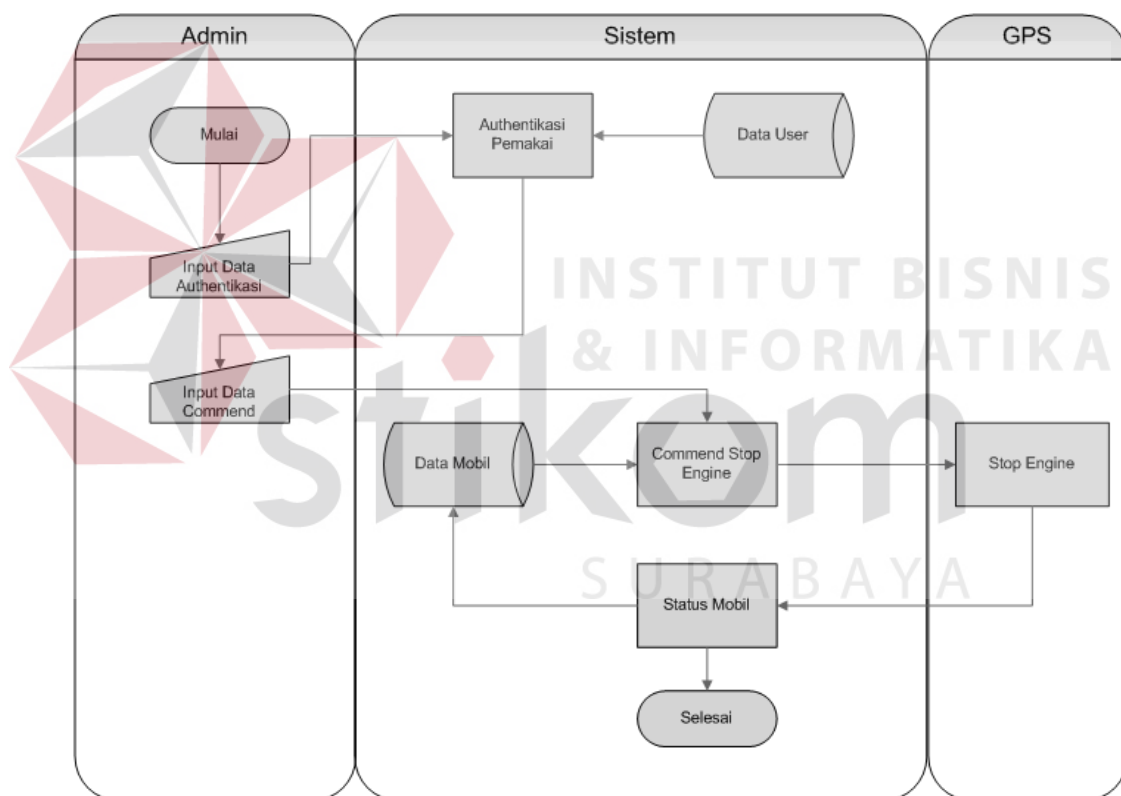 Admin
Sistem
GPS
Mulai
Authentikasi
Pemakai
Data User
Input Data
Authentikasi
INSTITUT BISNIS
& INFORMATIKA
Input Data
Commend
stikom
Data Mobil
Commend Stop
Engine
Stop Engine
SURABAYA
Status Mobil
Selesai